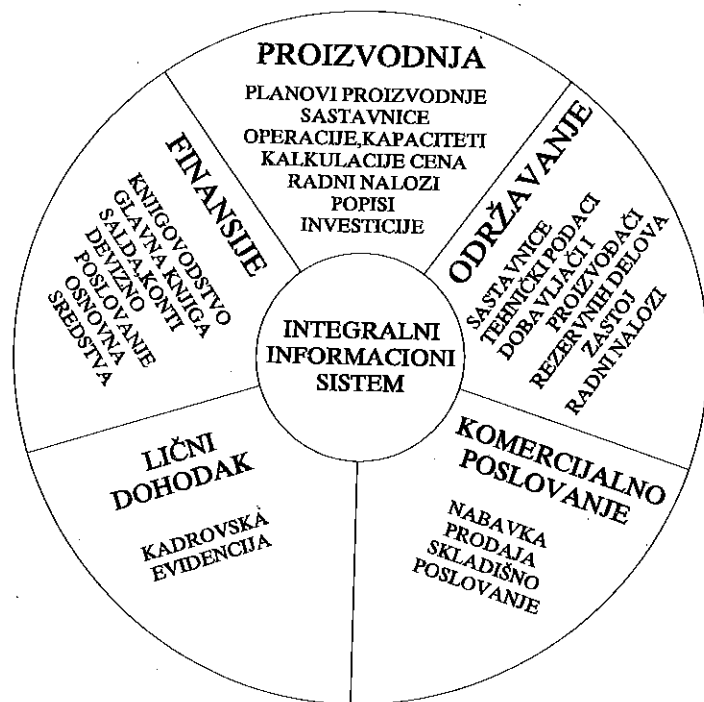 PROIZVODNJA
PLANOVI PROIZVODNJE
SASTAVNICE
OPERACIJE,KAPACITETI
KALKULACIJE CENA
RADNI NALOZI
POPISI
INVESTICIJE
ODRŽAVANJE
SASTAVNICE
TEHNIČKI PODACI
DOBAVLJAČI I
PROIZVOĐAČI
REZERVNIH DELOVA
ZASTOJ
RADNI NALOZI
KOMERCIJALNO
POSLOVANJE
NABAVKA
PRODAJA
SKLADIŠNO
POSLOVANJE
LIČNI
DOHODAK
KADROVSKA
EVIDENCIJA
FINANSIJE
KNJIGOVODSTVO
GLAVNA KNJIGA
SALDA,KONTI
DEVIZNO
POSLOVANJE
OSNOVNA
SREDSTVA
INTEGRALNI
INFORMACIONI
SISTEM